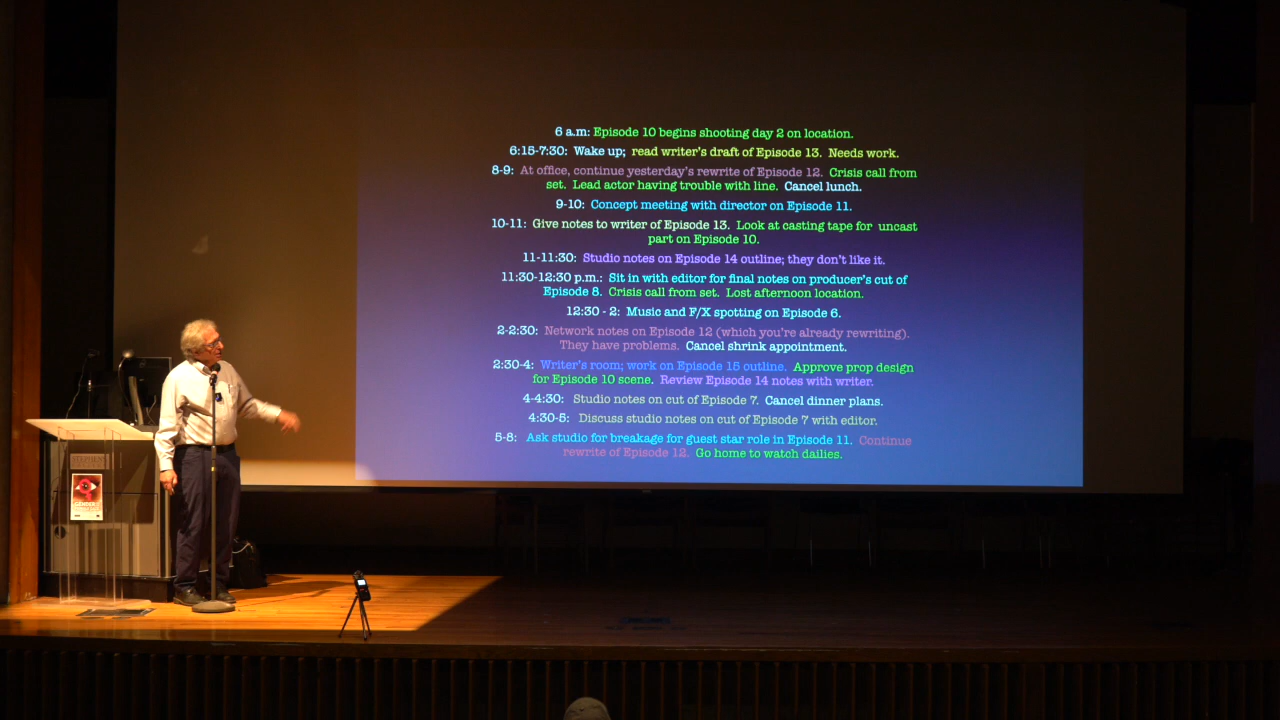 6 a.m: Episode 10 begins shooting day 2 on location.
6:15-7:30: Wake up; read writer's draft of Episode 13. Needs work.
8-9: At office, continue yesterday's rewrite of Episode 12. Crisis call from
set. Lead actor having trouble with line. Cancel lunch.
9-10: Concept meeting with director on Episode 11.
10-11: Give notes to writer of Episode 13. Look at casting tape for uncast
part on Episode 10.
11-11:30: Studio notes on Episode 14 outline; they don't like it.
11:30-12:30 p.m.: Sit in with editor for final notes on producer's cut of
Episode 8. Crisis call from set. Lost afternoon location.
12:30 - 2: Music and F/X spotting on Episode 6.
2-2:30: Network notes on Episode 12 (which you're already rewriting).
They have problems. Cancel shrink appointment.
2:30-4: Writer's room; work on Episode 15 outline. Approve prop design
for Episode 10 scene. Review Episode 14 notes with writer.
4-4:30: Studio notes on cut of Episode 7. Cancel dinner plans.
4:30-5: Discuss studio notes on cut of Episode 7 with editor.
5-8: Ask studio for breakage for guest star role in Episode 11. Continue
rewrite of Episode 12. Go home to watch dailies.
STEPHENS